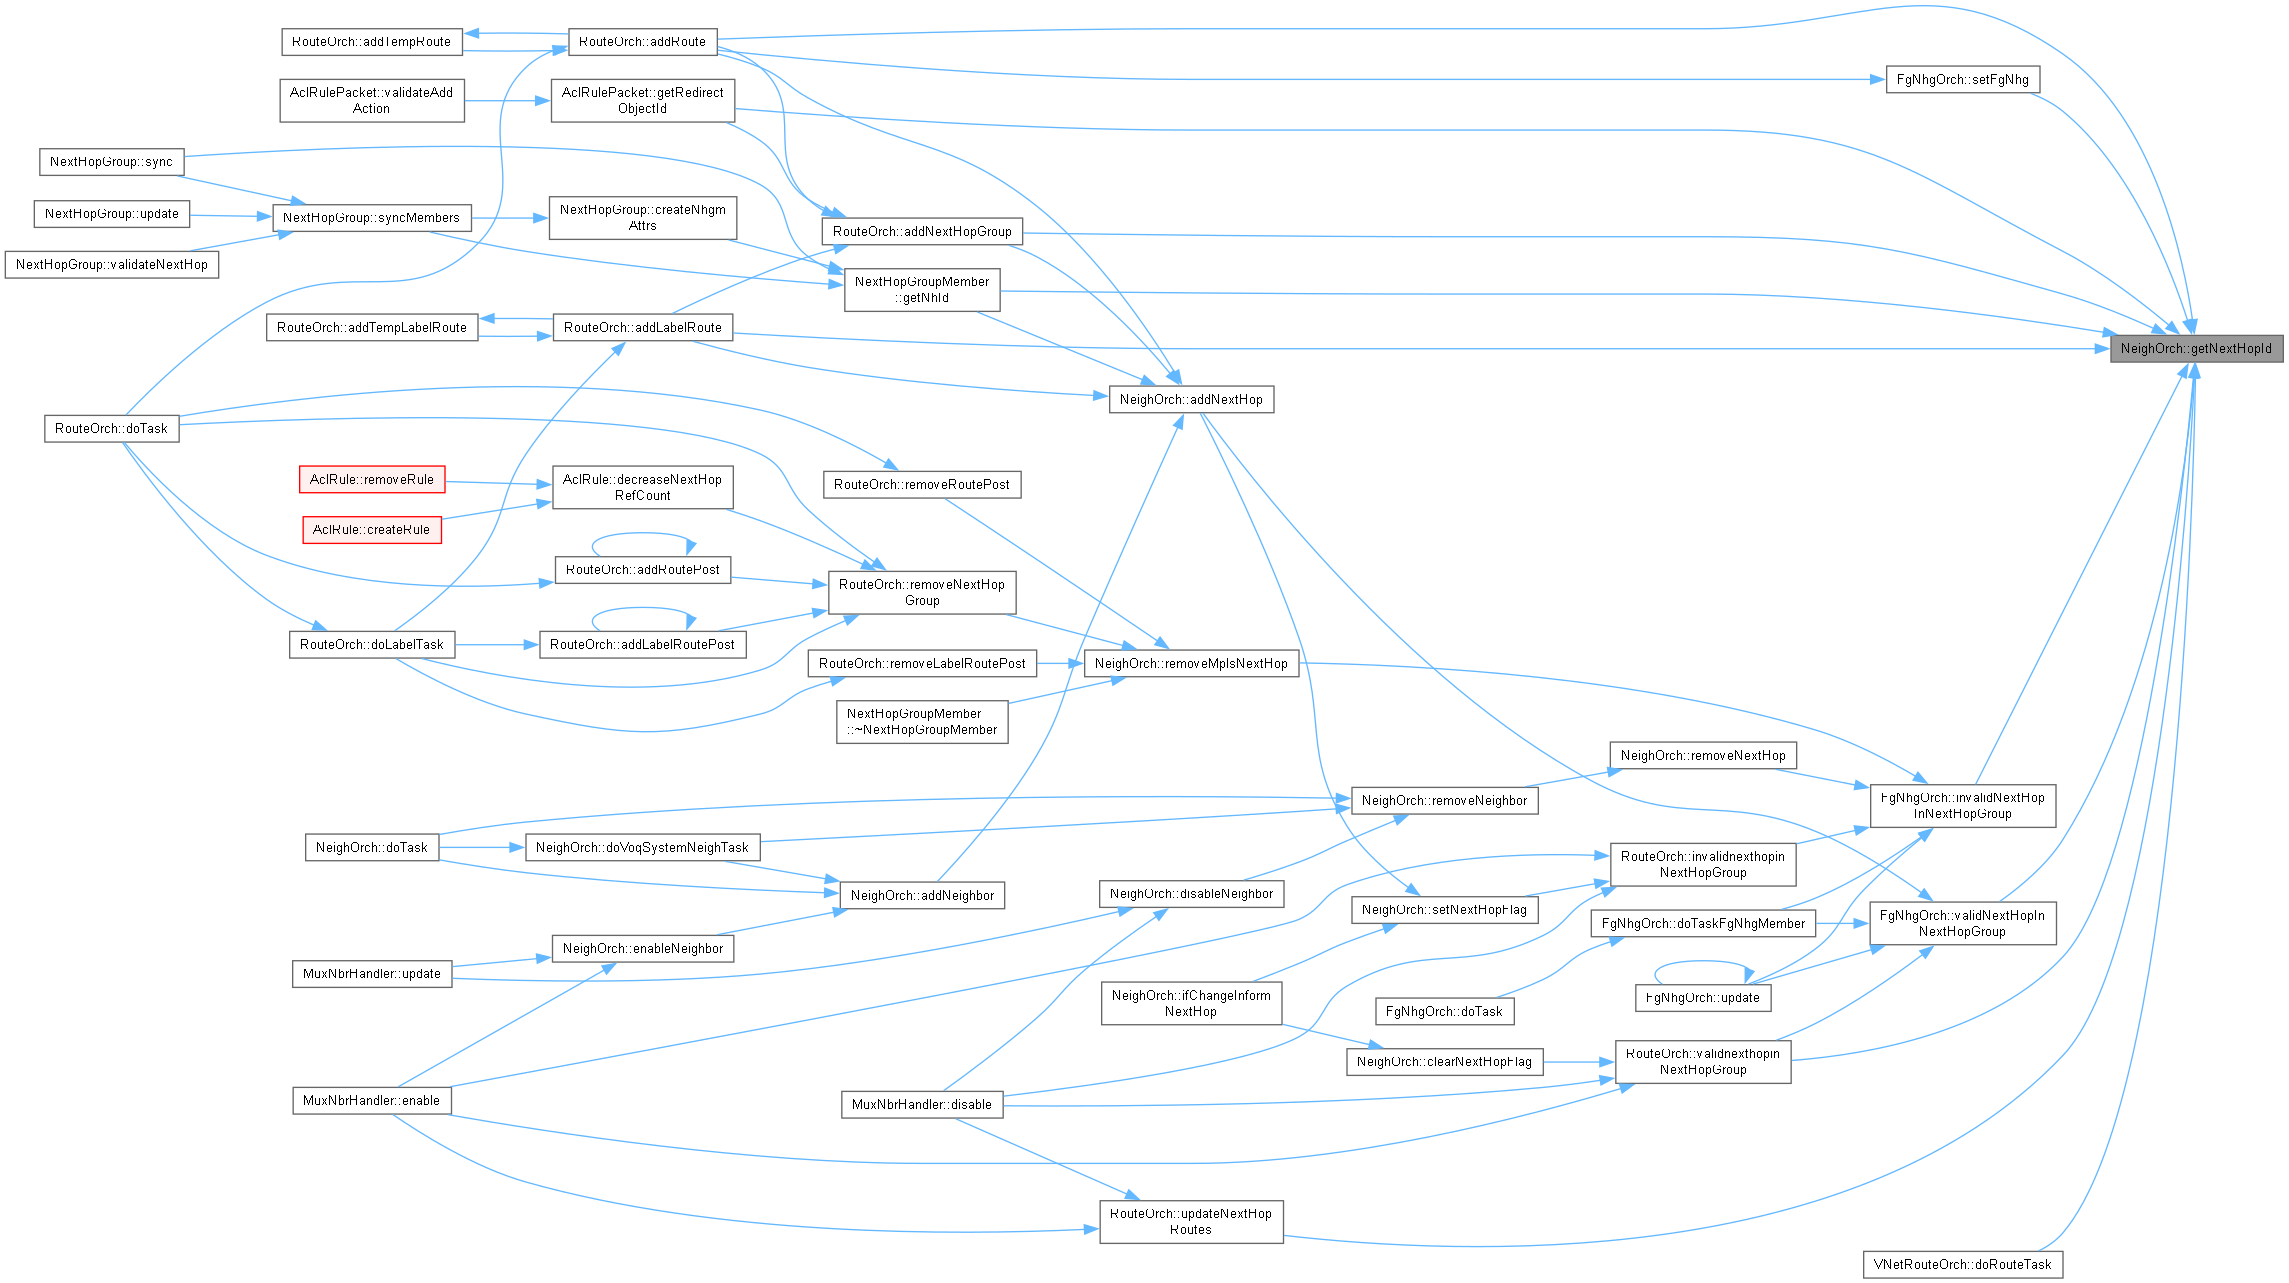 RouteOrch::addTempRoute
RouteOrch::addRoute
FgNhgOrch::setFgNhg
AclRulePacket::validateAdd
Action
AclRulePacket::getRedirect
ObjectId
NextHopGroup::sync
NextHopGroup::update
NextHopGroup::syncMembers
NextHopGroup::createNhgm
Attrs
RouteOrch::addNextHopGroup
NextHopGroup::validateNextHop
NextHopGroupMember
::getNhId
RouteOrch::addTempLabelRoute
RouteOrch::addLabelRoute
NeighOrch::getNextHopId
NeighOrch::addNextHop
RouteOrch::doTask
AclRule::removeRule
AclRule::decreaseNextHop
RefCount
RouteOrch::removeRoutePost
AclRule::createRule
RouteOrch::addRoutePost
RouteOrch::removeNextHop
Group
RouteOrch::doLabelTask
RouteOrch::addLabelRoutePost
RouteOrch::removeLabelRoutePost
NeighOrch::removeMplsNextHop
NextHopGroupMember
::~NextHopGroupMember
NeighOrch::removeNextHop
NeighOrch::removeNeighbor
FgNhgOrch::invalidNextHop
InNextHopGroup
NeighOrch::doTask
NeighOrch::doVoqSystemNeighTask
RouteOrch::invalidnexthopin
NextHopGroup
NeighOrch::addNeighbor
NeighOrch::disableNeighbor
NeighOrch::setNextHopFlag
FgNhgOrch::doTaskFgNhgMember
FgNhgOrch::validNextHopIn
NextHopGroup
NeighOrch::enableNeighbor
MuxNbrHandler::update
NeighOrch::ifChangeInform
NextHop
FgNhgOrch::doTask
FgNhgOrch::update
NeighOrch::clearNextHopFlag
RouteOrch::validnexthopin
NextHopGroup
MuxNbrHandler::enable
MuxNbrHandler::disable
RouteOrch::updateNextHop
Routes
VNetRouteOrch::doRouteTask